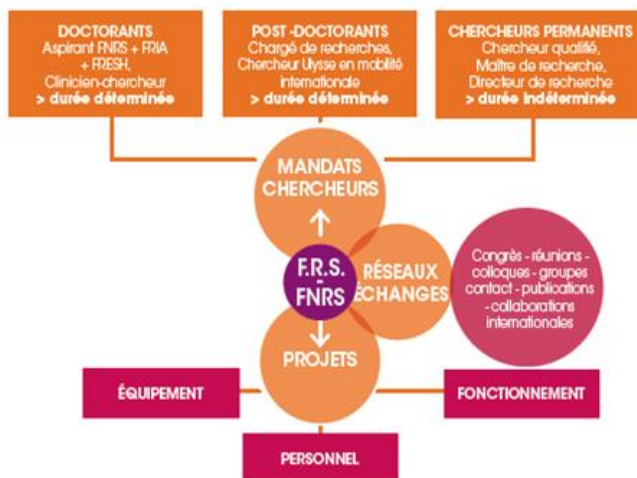 DOCTORANTS
Aspirant FNRS + FRIA
+ FRESH,
Clinicien-chercheur
> durée déterminée
POST -DOCTORANTS
Chargé de recherches,
Chercheur Ulysse en mobilité
internationale
> durée déterminée
CHERCHEURS PERMANENTS
Chercheur qualifié,
Maître de recherche,
Directeur de recherche
> durée indéterminée
MANDATS
CHERCHEURS
F.R.S.
-
FNRS
RÉSEAUX
ÉCHANGES
Congrès - réunions -
colloques - groupes
contact - publications
- collaborations
internationales
PROJETS
ÉQUIPEMENT
FONCTIONNEMENT
PERSONNEL